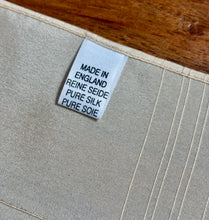 MADE IN
ENGLAND
REINE SEIDE
PURE SILK
PURE SOIE